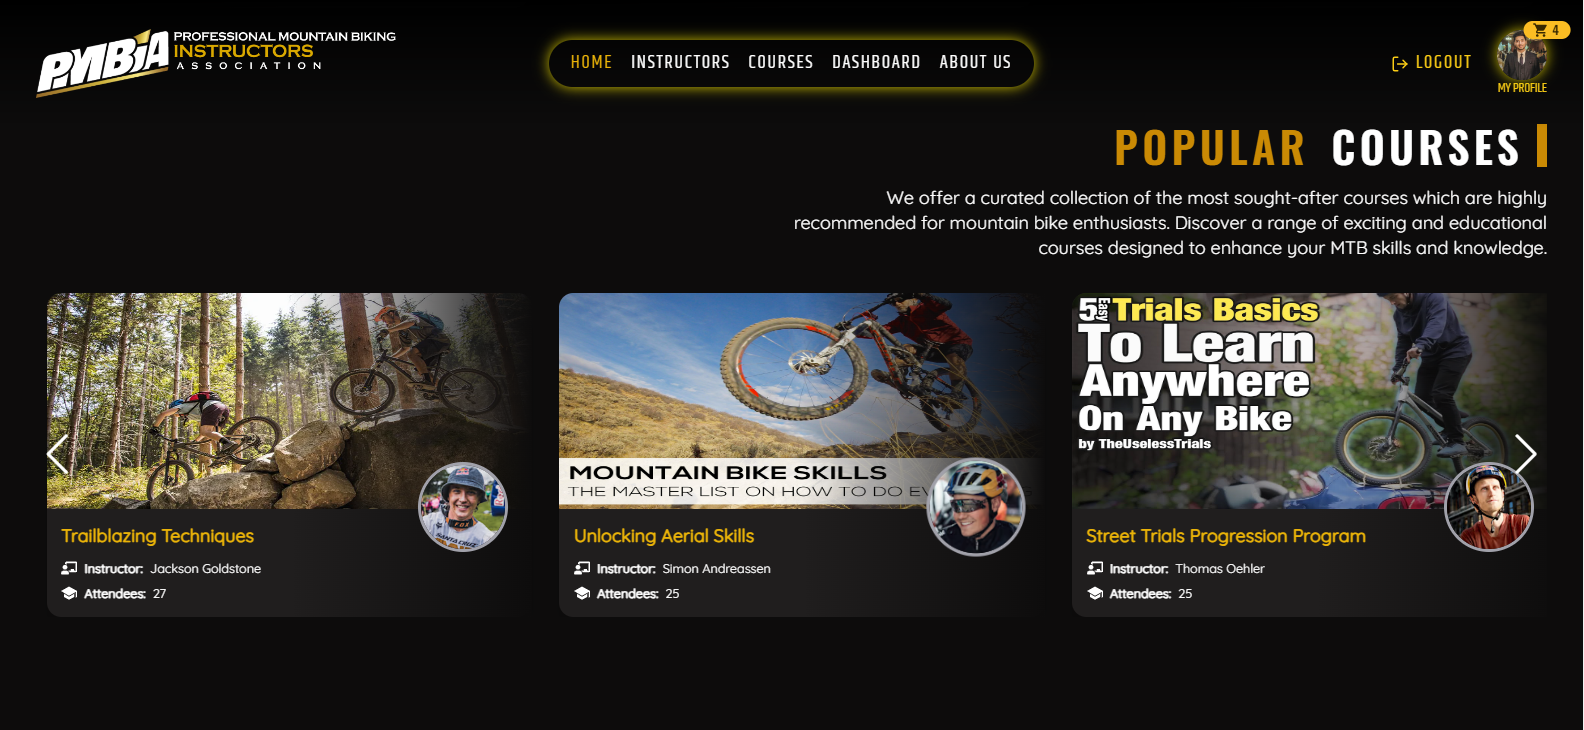 PMBIA
PROFESSIONAL MOUNTAIN BIKING
INSTRUCTORS
ASSOCIATION
HOME INSTRUCTORS COURSES DASHBOARD ABOUT US
LOGOUT
4
MY PROFILE
POPULAR COURSES
We offer a curated collection of the most sought-after courses which are highly
recommended for mountain bike enthusiasts. Discover a range of exciting and educational
courses designed to enhance your MTB skills and knowledge.
SANTA CRUZ
FOX
Trailblazing Techniques
Instructor: Jackson Goldstone
Attendees: 27
MOUNTAIN BIKE SKILLS
THE MASTER LIST ON HOW TO DO EV
Unlocking Aerial Skills
Instructor: Simon Andreassen
Attendees: 25
5 Easy Trials Basics
To Learn
Anywhere
On Any Bike
by TheUselessTrials
Street Trials Progression Program
Instructor: Thomas Oehler
Attendees: 25